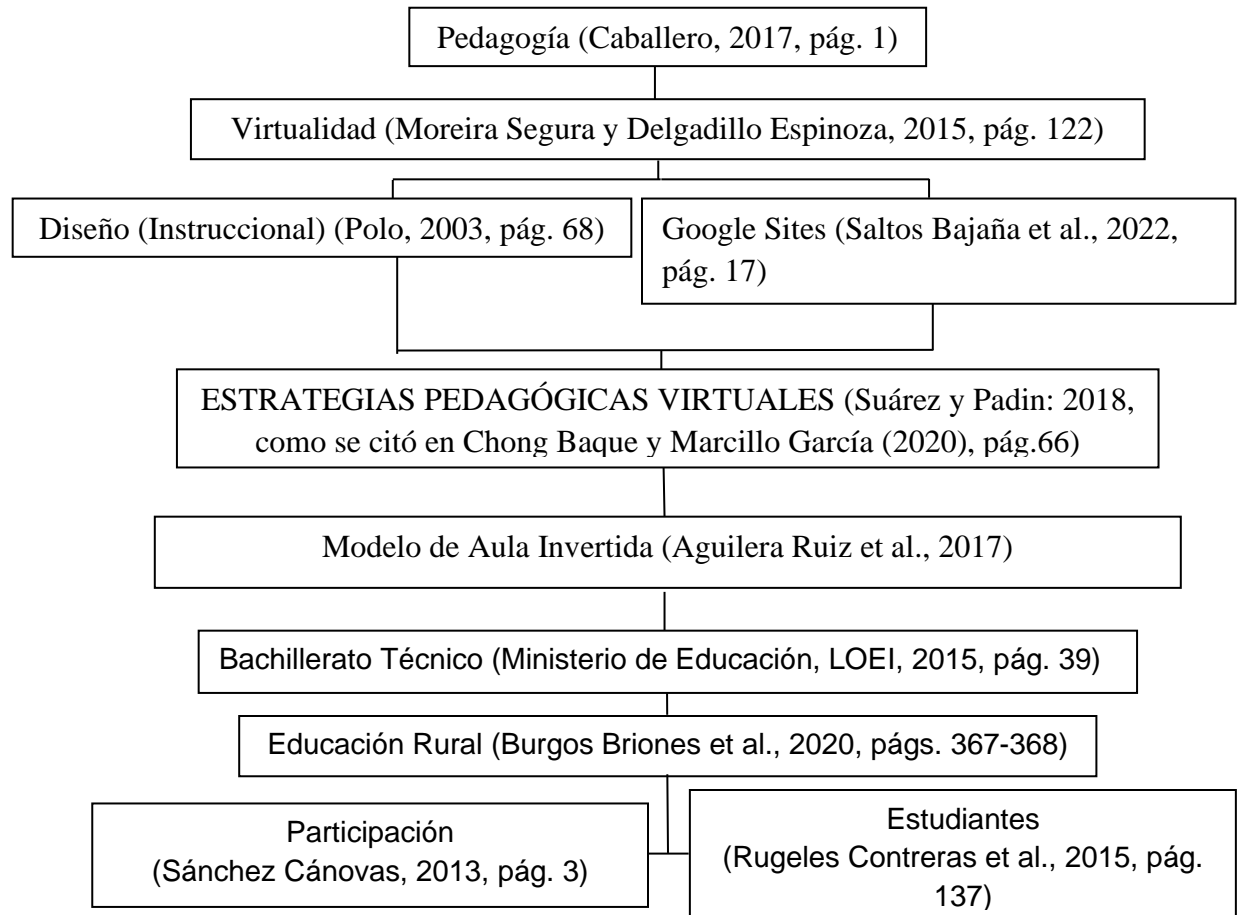 Pedagogía (Caballero, 2017, pág. 1)
Virtualidad (Moreira Segura y Delgadillo Espinoza, 2015, pág. 122)
Diseño (Instruccional) (Polo, 2003, pág. 68)
Google Sites (Saltos Bajaña et al., 2022,
pág. 17)
ESTRATEGIAS PEDAGÓGICAS VIRTUALES (Suárez y Padin: 2018,
como se citó en Chong Baque y Marcillo García (2020), pág.66)
Modelo de Aula Invertida (Aguilera Ruiz et al., 2017)
Bachillerato Técnico (Ministerio de Educación, LOEI, 2015, pág. 39)
Educación Rural (Burgos Briones et al., 2020, págs. 367-368)
Participación
(Sánchez Cánovas, 2013, pág. 3)
Estudiantes
(Rugeles Contreras et al., 2015, pág.
137)